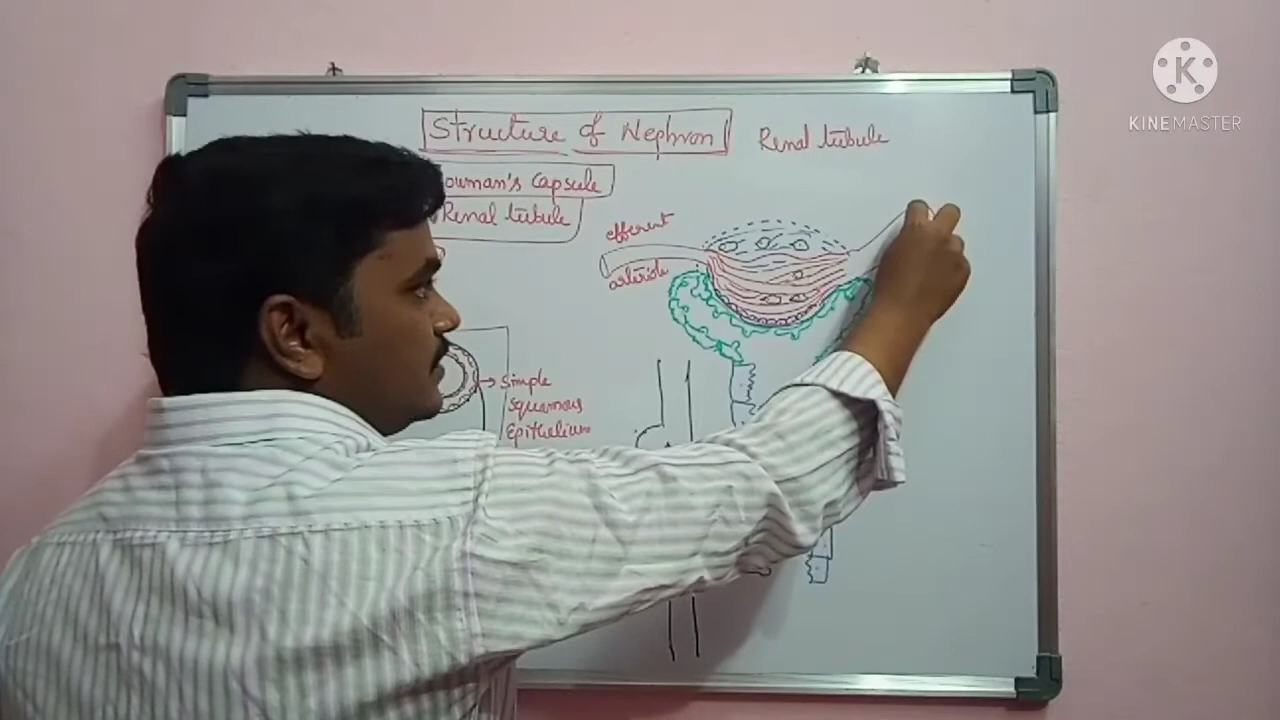 Structure of Nephron
Renal tubule
owman's Capsule
Renal tubule
efferent
arteriole
Simple
Squamous
Epithelium
K
KINEMASTER